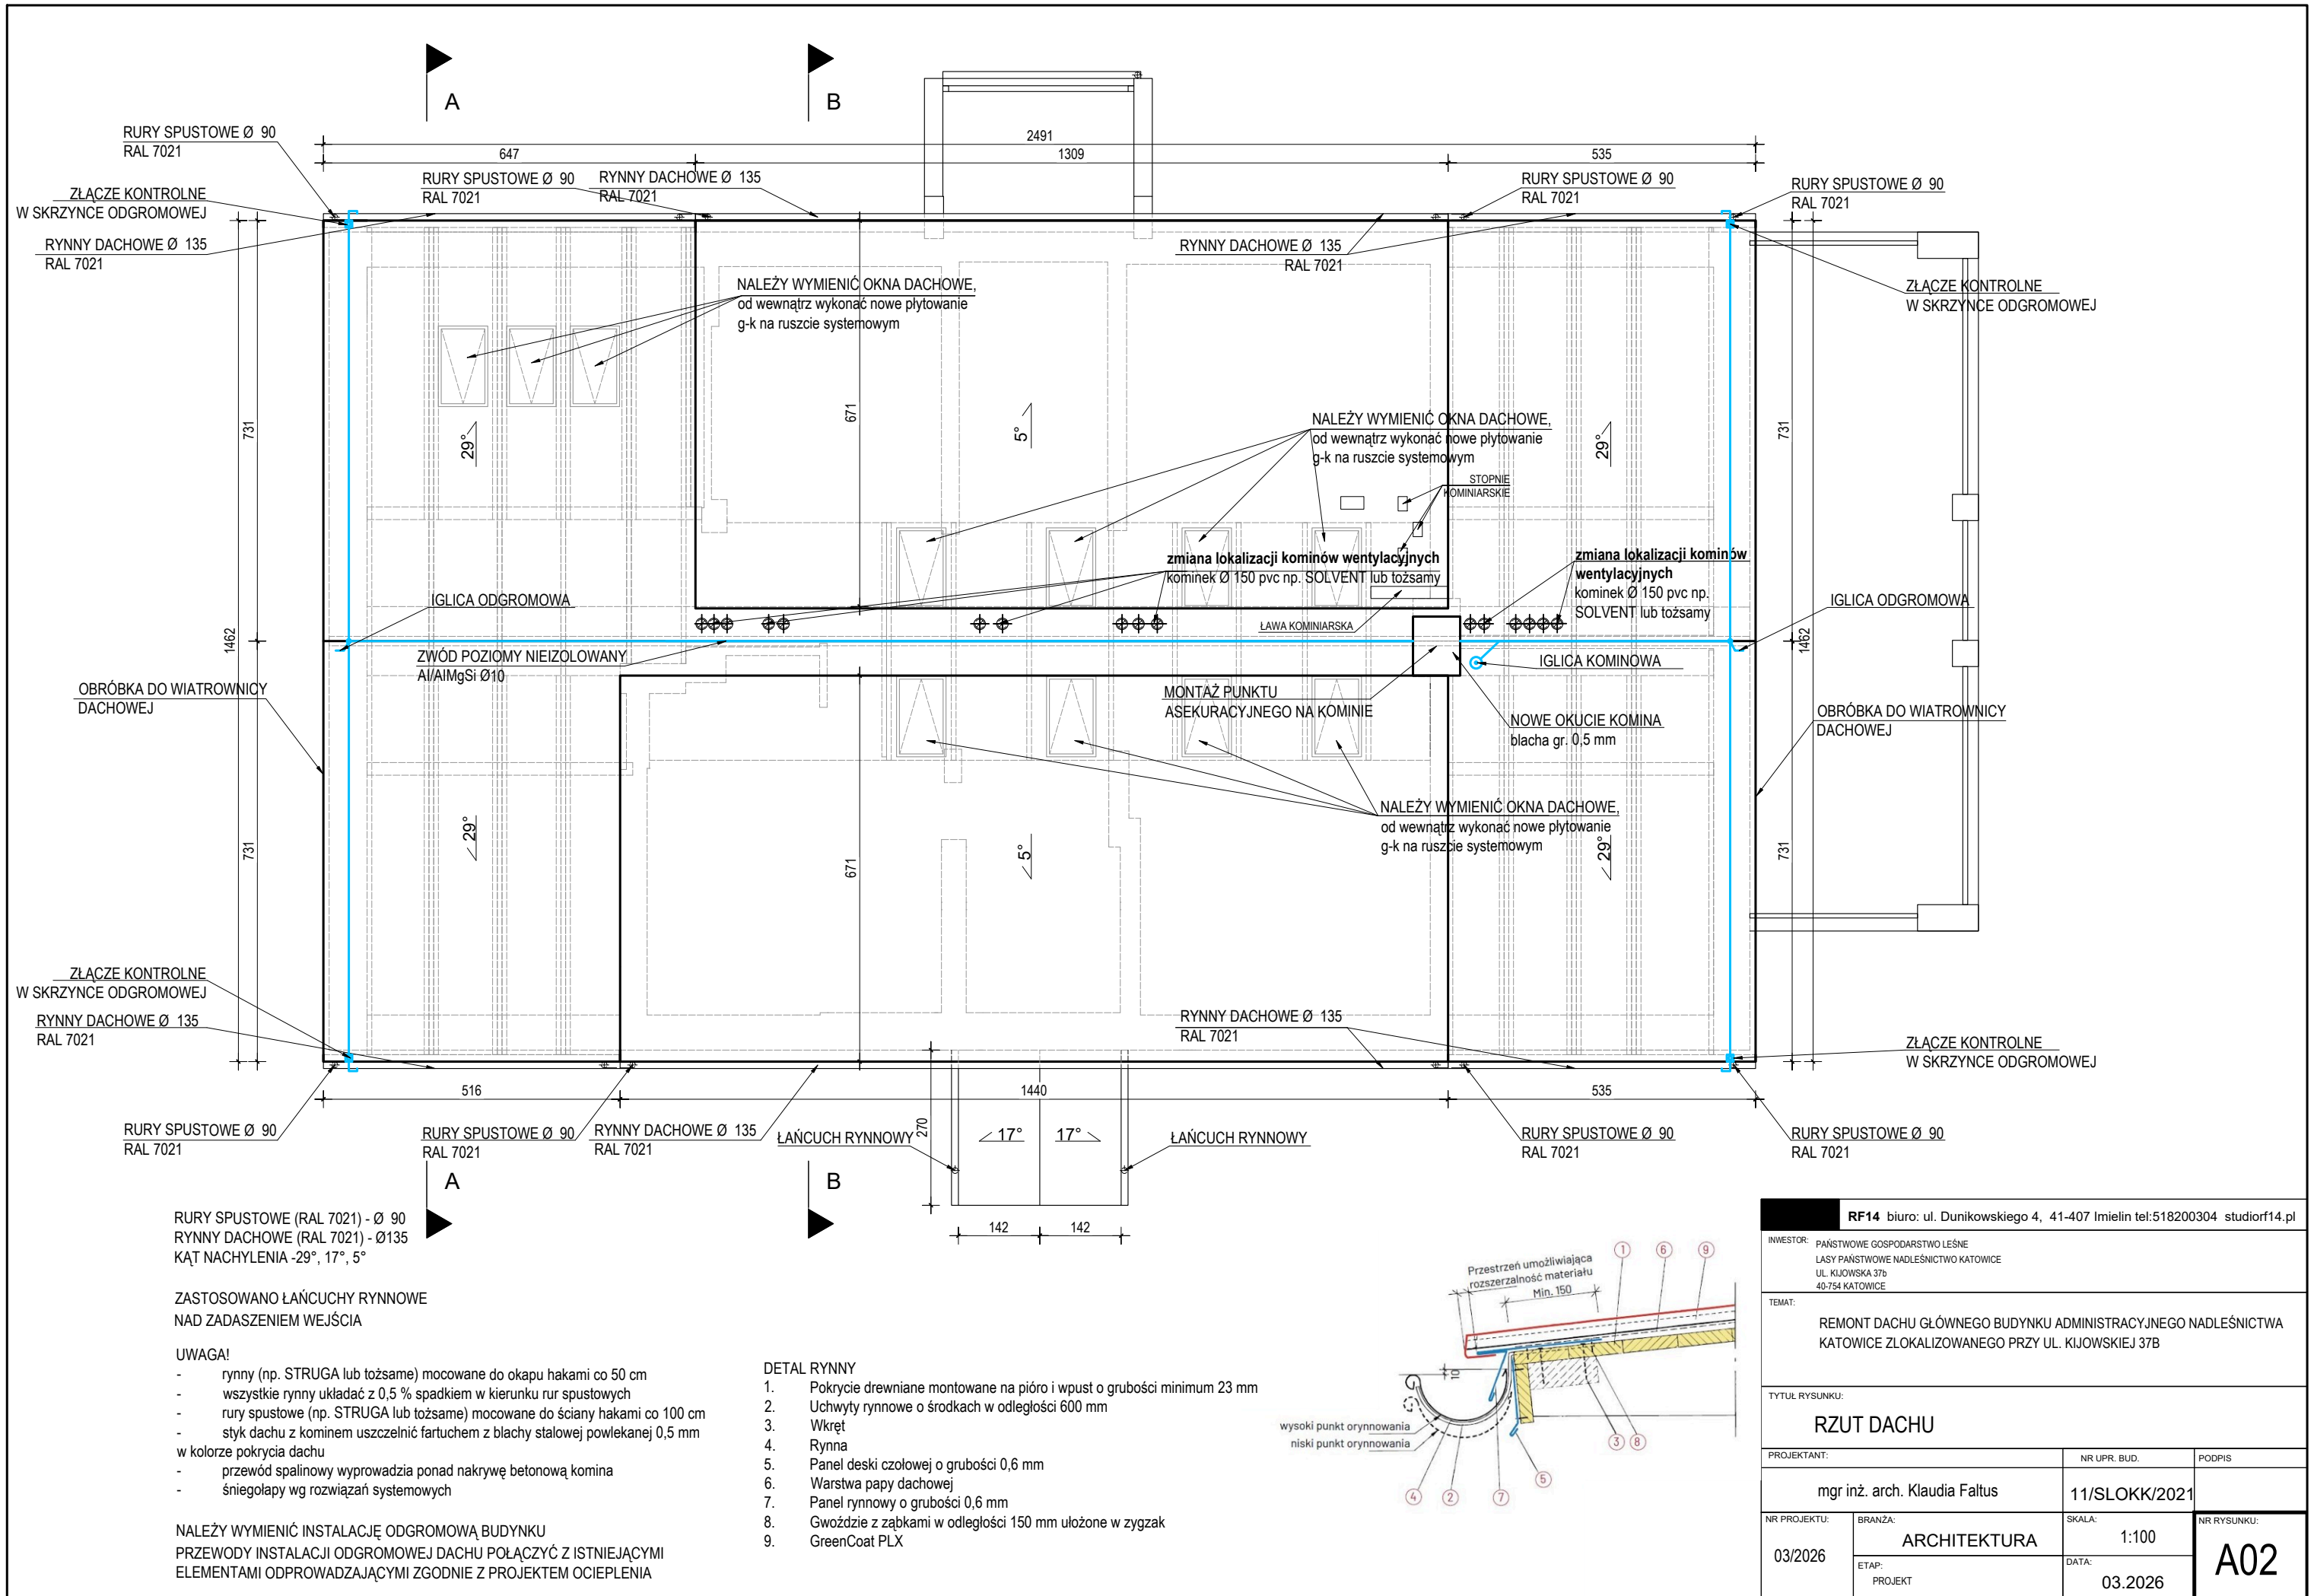 A
B
2491
647
1309
535
RURY SPUSTOWE Ø 90
RAL 7021
ZŁĄCZE KONTROLNE
W SKRZYNCE ODGROMOWEJ
RYNNY DACHOWE Ø 135
RAL 7021
RURY SPUSTOWE Ø 90
RAL 7021
RYNNY DACHOWE Ø 135
RAL 7021
RURY SPUSTOWE Ø 90
RAL 7021
RURY SPUSTOWE Ø 90
RAL 7021
RYNNY DACHOWE Ø 135
RAL 7021
ZŁĄCZE KONTROLNE
W SKRZYNCE ODGROMOWEJ
NALEŻY WYMIENIĆ OKNA DACHOWE,
od wewnątrz wykonać nowe płytowanie
g-k na ruszcie systemowym
731
29°
671
5°
NALEŻY WYMIENIĆ OKNA DACHOWE,
od wewnątrz wykonać nowe płytowanie
g-k na ruszcie systemowym
29°
731
STOPNIE
KOMINIARSKIE
zmiana lokalizacji kominów wentylacyjnych
kominek Ø 150 pvc np. SOLVENT lub tożsamy
zmiana lokalizacji kominów
wentylacyjnych
kominek Ø 150 pvc np.
SOLVENT lub tożsamy
IGLICA ODGROMOWA
IGLICA ODGROMOWA
ŁAWA KOMINIARSKA
1462
1462
ZWÓD POZIOMY NIEIZOLOWANY
Al/AlMgSi Ø10
IGLICA KOMINOWA
OBRÓBKA DO WIATROWNICY
DACHOWEJ
MONTAŻ PUNKTU
ASEKURACYJNEGO NA KOMINIE
NOWE OKUCIE KOMINA
blacha gr. 0,5 mm
OBRÓBKA DO WIATROWNICY
DACHOWEJ
NALEŻY WYMIENIĆ OKNA DACHOWE,
od wewnątrz wykonać nowe płytowanie
g-k na ruszcie systemowym
731
29°
671
5°
29°
731
ZŁĄCZE KONTROLNE
W SKRZYNCE ODGROMOWEJ
RYNNY DACHOWE Ø 135
RAL 7021
RYNNY DACHOWE Ø 135
RAL 7021
ZŁĄCZE KONTROLNE
W SKRZYNCE ODGROMOWEJ
516
1440
535
RURY SPUSTOWE Ø 90
RAL 7021
RURY SPUSTOWE Ø 90
RAL 7021
RYNNY DACHOWE Ø 135
RAL 7021
ŁAŃCUCH RYNNOWY
270
17°
17°
ŁAŃCUCH RYNNOWY
RURY SPUSTOWE Ø 90
RAL 7021
RURY SPUSTOWE Ø 90
RAL 7021
A
B
142
142
RURY SPUSTOWE (RAL 7021) - Ø 90
RYNNY DACHOWE (RAL 7021) - Ø135
KĄT NACHYLENIA -29°, 17°, 5°
ZASTOSOWANO ŁAŃCUCHY RYNNOWE
NAD ZADASZENIEM WEJŚCIA
UWAGA!
- rynny (np. STRUGA lub tożsame) mocowane do okapu hakami co 50 cm
- wszystkie rynny układać z 0,5 % spadkiem w kierunku rur spustowych
- rury spustowe (np. STRUGA lub tożsame) mocowane do ściany hakami co 100 cm
- styk dachu z kominem uszczelnić fartuchem z blachy stalowej powlekanej 0,5 mm
w kolorze pokrycia dachu
- przewód spalinowy wyprowadzia ponad nakrywę betonową komina
- śniegołapy wg rozwiązań systemowych
NALEŻY WYMIENIĆ INSTALACJĘ ODGROMOWĄ BUDYNKU
PRZEWODY INSTALACJI ODGROMOWEJ DACHU POŁĄCZYĆ Z ISTNIEJĄCYMI
ELEMENTAMI ODPROWADZAJĄCYMI ZGODNIE Z PROJEKTEM OCIEPLENIA
DETAL RYNNY
1. Pokrycie drewniane montowane na pióro i wpust o grubości minimum 23 mm
2. Uchwyty rynnowe o środkach w odległości 600 mm
3. Wkręt
4. Rynna
5. Panel deski czołowej o grubości 0,6 mm
6. Warstwa papy dachowej
7. Panel rynnowy o grubości 0,6 mm
8. Gwoździe z ząbkami w odległości 150 mm ułożone w zygzak
9. GreenCoat PLX
Przestrzeń umożliwiająca
rozszerzalność materiału
Min. 150
1
6
9
10
wysoki punkt orynnowania
niski punkt orynnowania
3
8
5
4
2
7
RF14 biuro: ul. Dunikowskiego 4, 41-407 Imielin tel:518200304 studiorf14.pl
INWESTOR: PAŃSTWOWE GOSPODARSTWO LEŚNE
LASY PAŃSTWOWE NADLEŚNICTWO KATOWICE
UL. KIJOWSKA 37b
40-754 KATOWICE
TEMAT:
REMONT DACHU GŁÓWNEGO BUDYNKU ADMINISTRACYJNEGO NADLEŚNICTWA
KATOWICE ZLOKALIZOWANEGO PRZY UL. KIJOWSKIEJ 37B
TYTUŁ RYSUNKU:
RZUT DACHU
PROJEKTANT:
NR UPR. BUD.
PODPIS
mgr inż. arch. Klaudia Faltus
11/SLOKK/2021
NR PROJEKTU:
03/2026
BRANŻA:
ARCHITEKTURA
SKALA:
1:100
NR RYSUNKU:
A02
ETAP:
PROJEKT
DATA:
03.2026